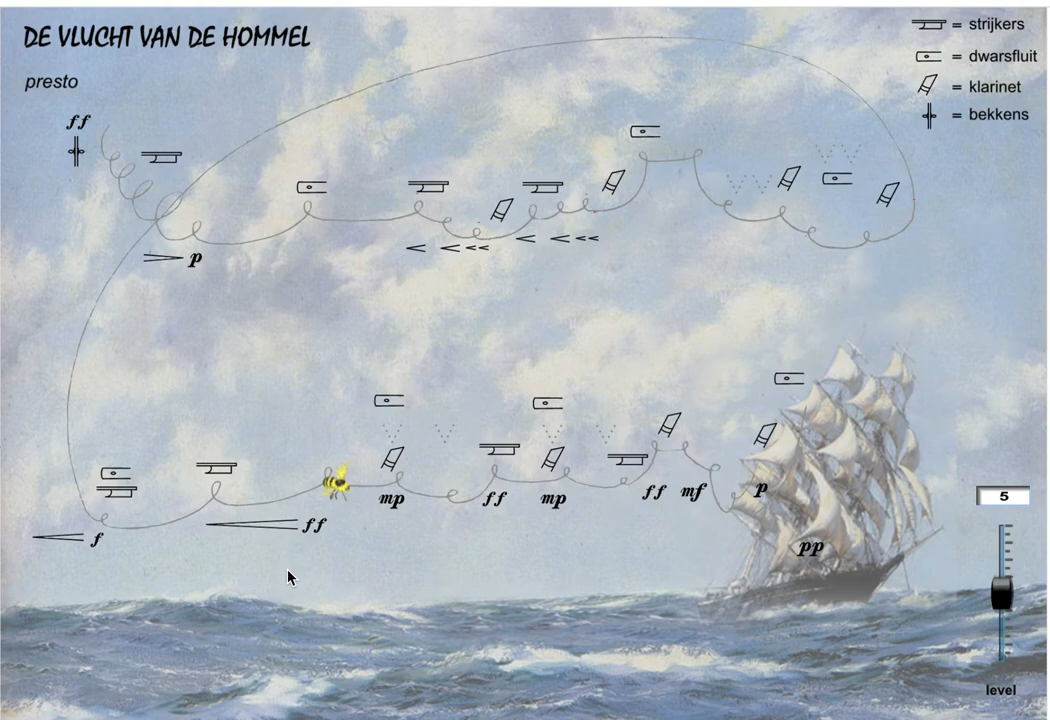 DE VLUCHT VAN DE HOMMEL
presto
= strijkers
= dwarsfluit
= klarinet
= bekkens
ff
p
f
ff
mp
ff
mp
ff
mf
p
pp
5
level